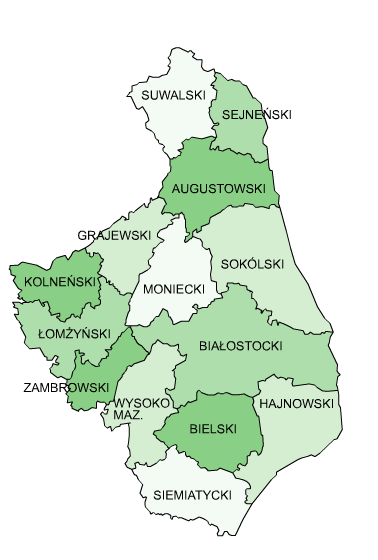 SUWALSKI
SEJNEŃSKI
AUGUSTOWSKI
GRAJEWSKI
SOKÓLSKI
KOLNEŃSKI
MONIECKI
ŁOMŻYŃSKI
BIAŁOSTOCKI
ZAMBROWSKI
WYSOKO
MAZ.
HAJNOWSKI
BIELSKI
SIEMIATYCKI